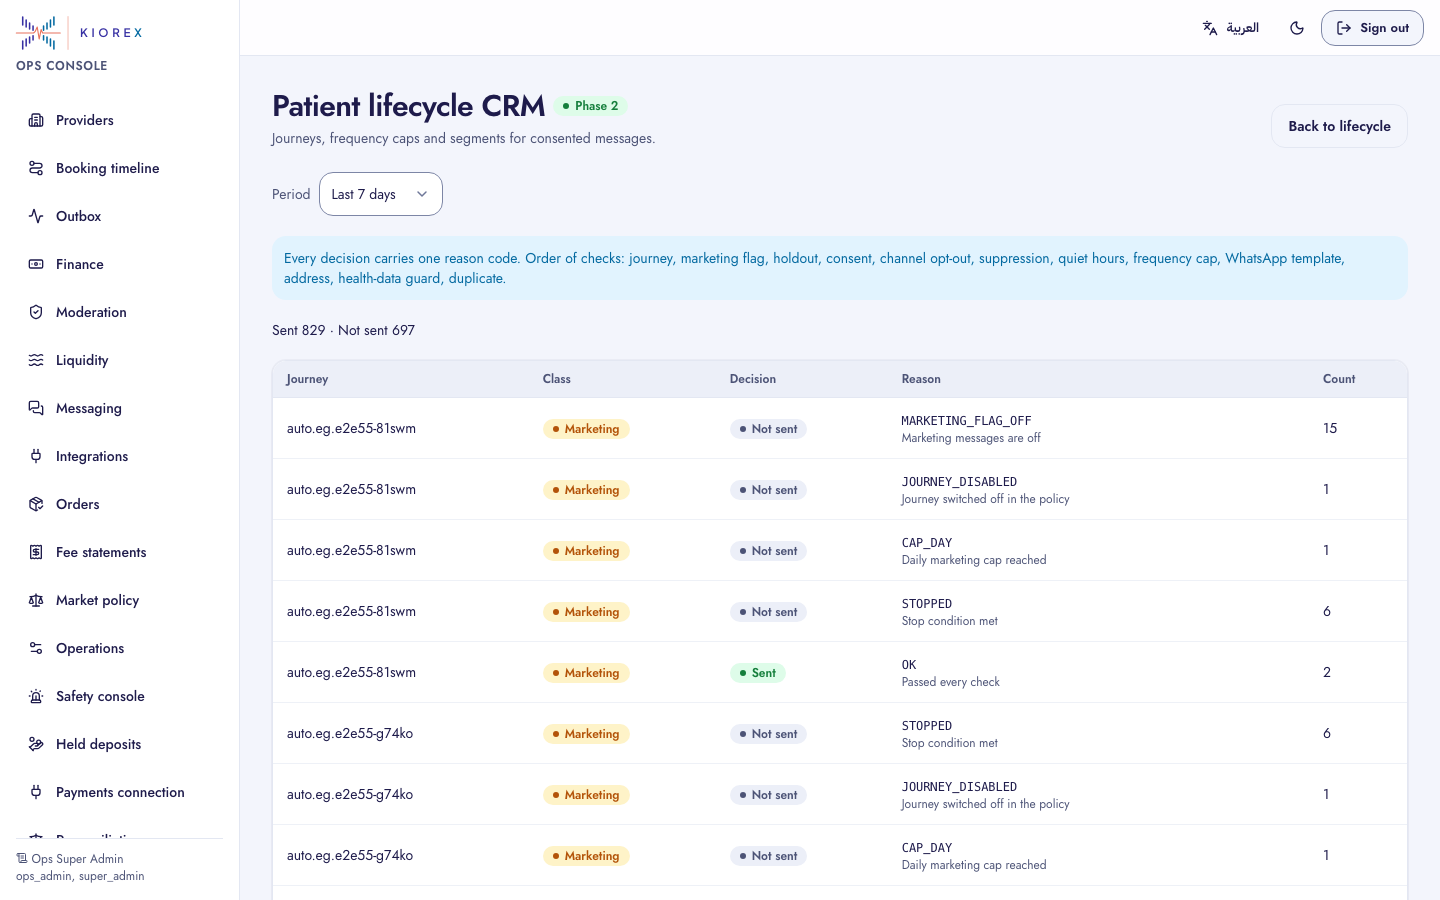 KIOREX
OPS CONSOLE
Providers
Booking timeline
Outbox
Finance
Moderation
Liquidity
Messaging
Integrations
Orders
Fee statements
Market policy
Operations
Safety console
Held deposits
Payments connection
Ops Super Admin
ops_admin, super_admin
العربية
Sign out
Patient lifecycle CRM
Phase 2
Journeys, frequency caps and segments for consented messages.
Back to lifecycle
Period
Last 7 days
Every decision carries one reason code. Order of checks: journey, marketing flag, holdout, consent, channel opt-out, suppression, quiet hours, frequency cap, WhatsApp template,
address, health-data guard, duplicate.
Sent 829 · Not sent 697
Journey Class Decision Reason Count
auto.eg.e2e55-81swm Marketing Not sent MARKETING_FLAG_OFF 15
Marketing messages are off
auto.eg.e2e55-81swm Marketing Not sent JOURNEY_DISABLED 1
Journey switched off in the policy
auto.eg.e2e55-81swm Marketing Not sent CAP_DAY 1
Daily marketing cap reached
auto.eg.e2e55-81swm Marketing Not sent STOPPED 6
Stop condition met
auto.eg.e2e55-81swm Marketing Sent OK 2
Passed every check
auto.eg.e2e55-g74ko Marketing Not sent STOPPED 6
Stop condition met
auto.eg.e2e55-g74ko Marketing Not sent JOURNEY_DISABLED 1
Journey switched off in the policy
auto.eg.e2e55-g74ko Marketing Not sent CAP_DAY 1
Daily marketing cap reached